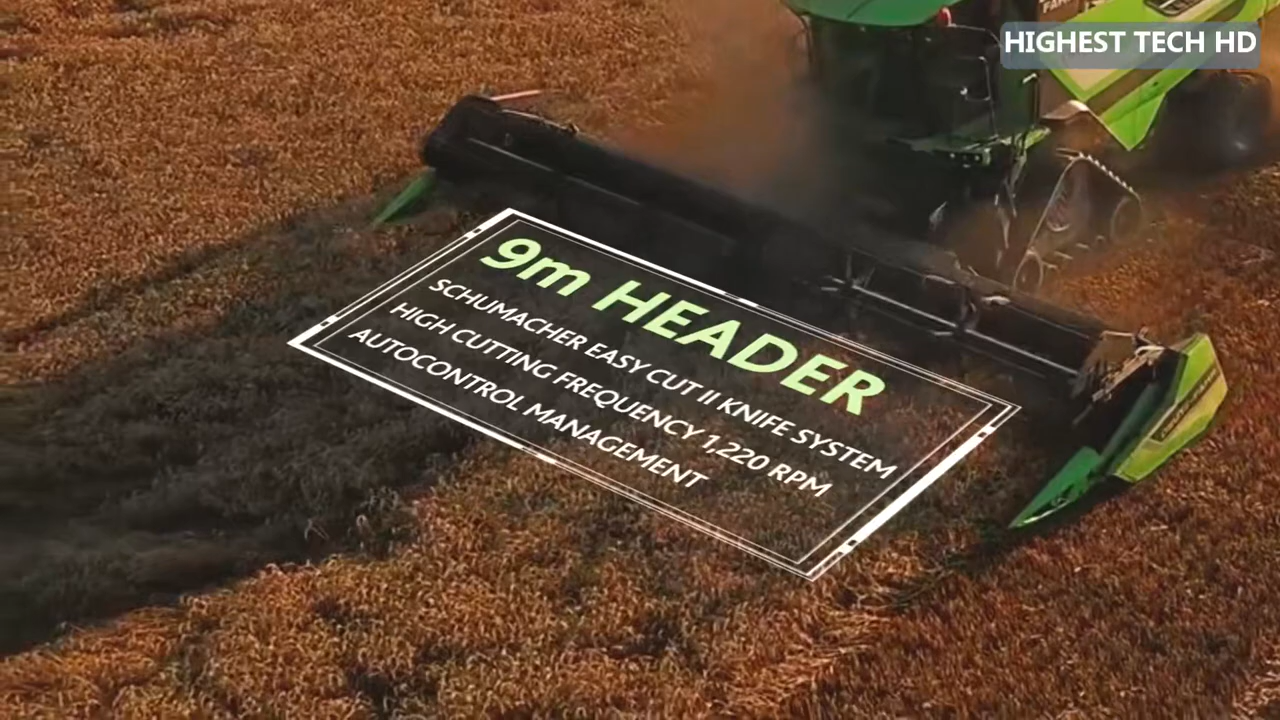 HIGHEST TECH HD
9m HEADER
SCHUMACHER EASY CUT II KNIFE SYSTEM
HIGH CUTTING FREQUENCY 1,220 RPM
AUTOCONTROL MANAGEMENT